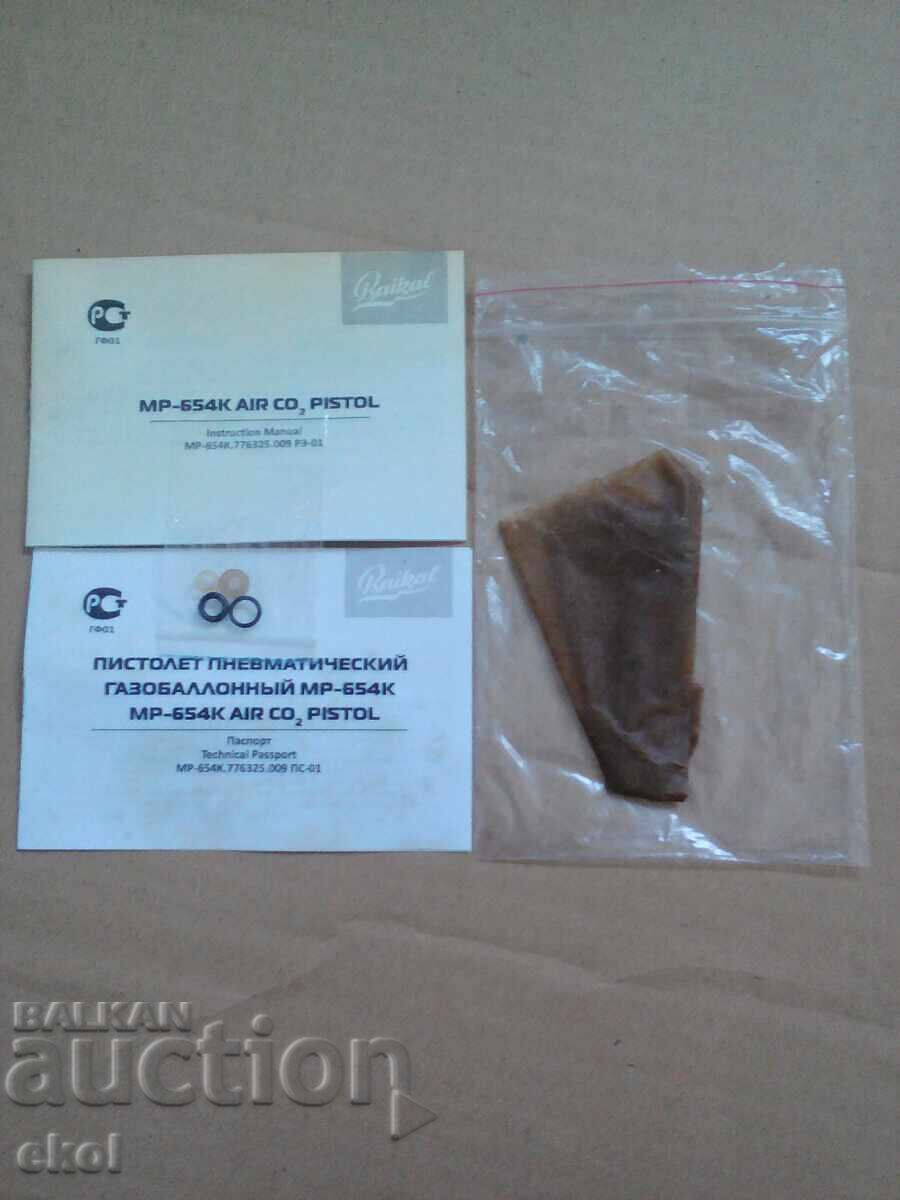 Baikal
РСТ
ГФ01
MP-654K AIR CO₂ PISTOL
Instruction Manual
MP-654K.776325.009 РЭ-01
Baikal
РСТ
ГФ01
ПИСТОЛЕТ ПНЕВМАТИЧЕСКИЙ
ГАЗОБАЛЛОННЫЙ МР-654К
MP-654K AIR CO₂ PISTOL
Паспорт
Technical Passport
MP-654K.776325.009 ПС-01
BALKAN
auction
ekol